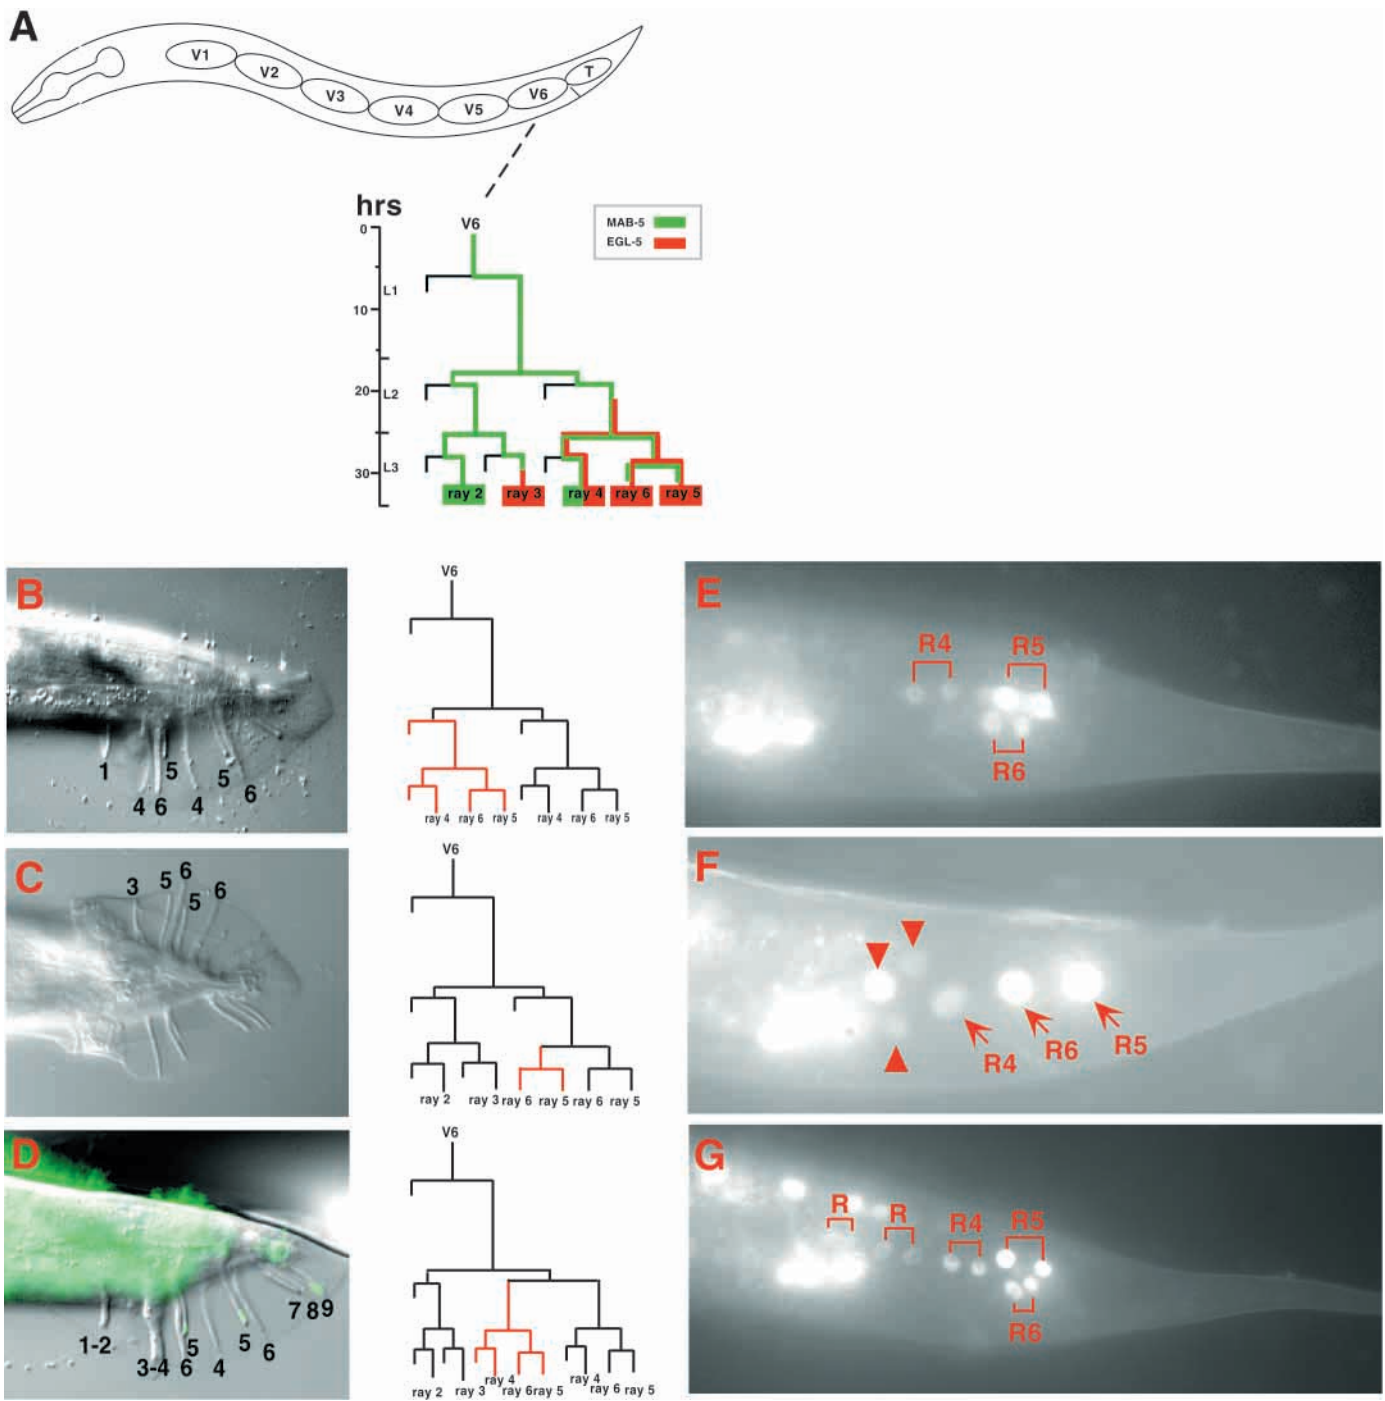 A
V1 V2 V3 V4 V5 V6 T
hrs
V6
MAB-5
EGL-5
0
L1
10
20
L2
L3
30
ray 2 ray 3 ray 4 ray 6 ray 5
B
1 5 5
4 6 4 6
V6
ray 4 ray 6 ray 5 ray 4 ray 6 ray 5
E
R4 R5
R6
C
3 5 6 5 6
V6
ray 2 ray 3 ray 6 ray 5 ray 6 ray 5
F
R4 R6 R5
D
1-2 3-4 6 5 4 5 6 7 8 9
V6
ray 2 ray 3 ray 4 ray 6 ray 5 ray 4 ray 6 ray 5
G
R R R4 R5
R6